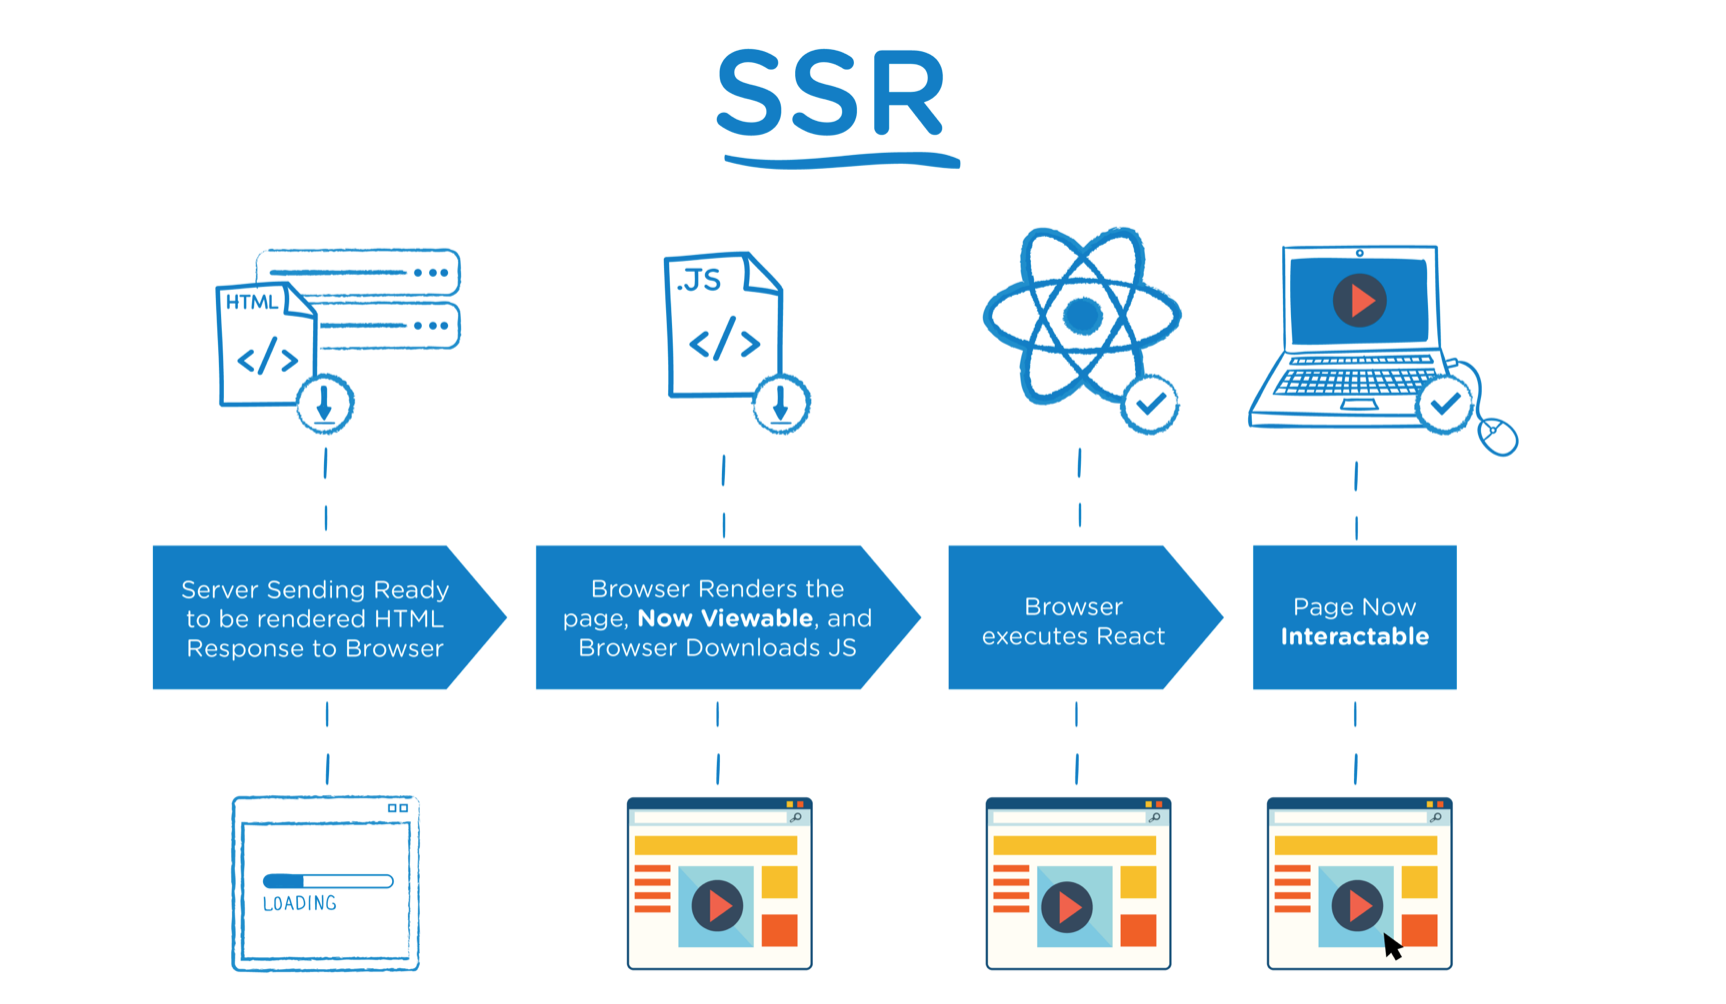 SSR
HTML
.JS
</>
</>
Server Sending Ready
to be rendered HTML
Response to Browser
Browser Renders the
page, Now Viewable, and
Browser Downloads JS
Browser
executes React
Page Now
Interactable
LOADING